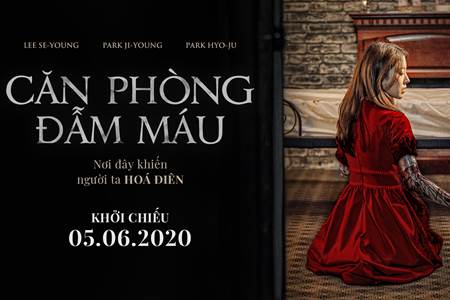 LEE SE-YOUNG PARK JI-YOUNG PARK HYO-JU
CĂN PHÒNG
ĐẪM MÁU
Nơi đây khiến
người ta HOÁ ĐIÊN
KHỞI CHIẾU
05.06.2020